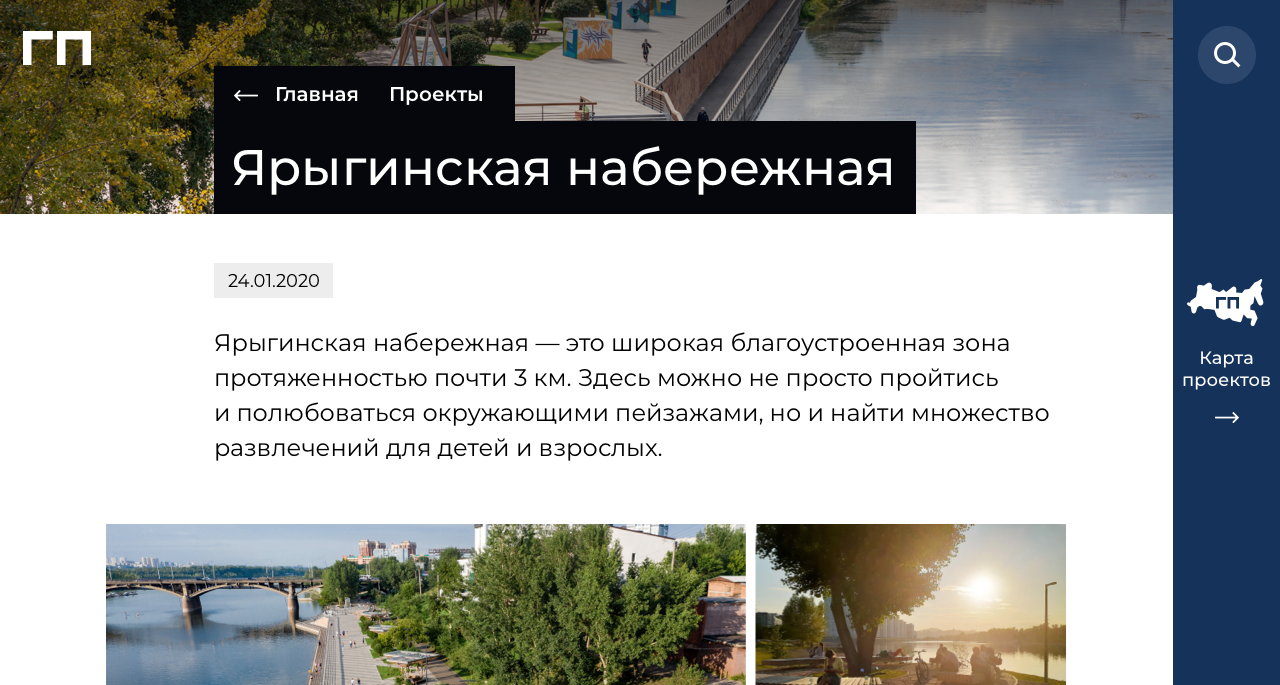 ГП
Главная Проекты
Ярыгинская набережная
24.01.2020
Ярыгинская набережная — это широкая благоустроенная зона
протяженностью почти 3 км. Здесь можно не просто пройтись
и полюбоваться окружающими пейзажами, но и найти множество
развлечений для детей и взрослых.
ГП
Карта
проектов